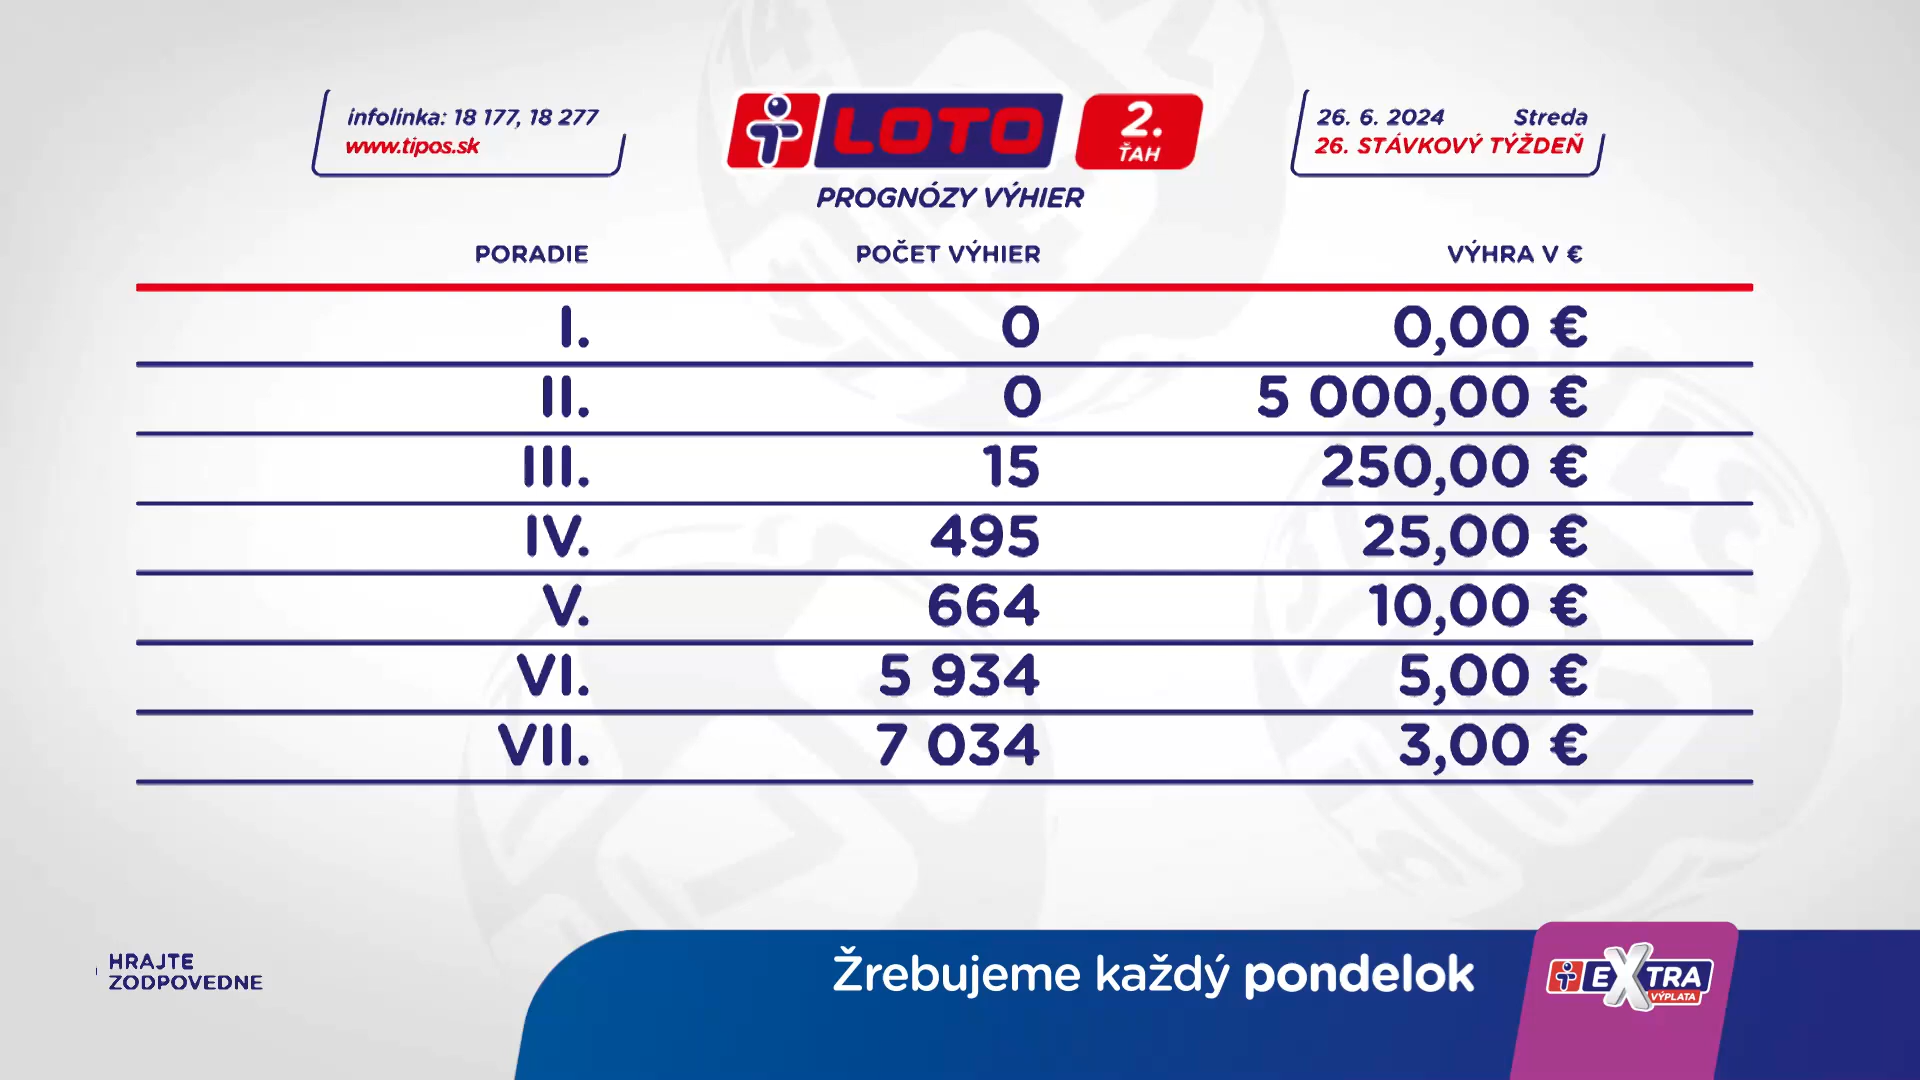 infolinka: 18 177, 18 277
www.tipos.sk
LOTO
2.
ŤAH
26. 6. 2024 Streda
26. STÁVKOVÝ TÝŽDEŇ
PROGNÓZY VÝHIER
PORADIE POČET VÝHIER VÝHRA V €
I. 0 0,00 €
II. 0 5 000,00 €
III. 15 250,00 €
IV. 495 25,00 €
V. 664 10,00 €
VI. 5 934 5,00 €
VII. 7 034 3,00 €
HRAJTE
ZODPOVEDNE
Žrebujeme každý pondelok
EXTRA
VÝPLATA